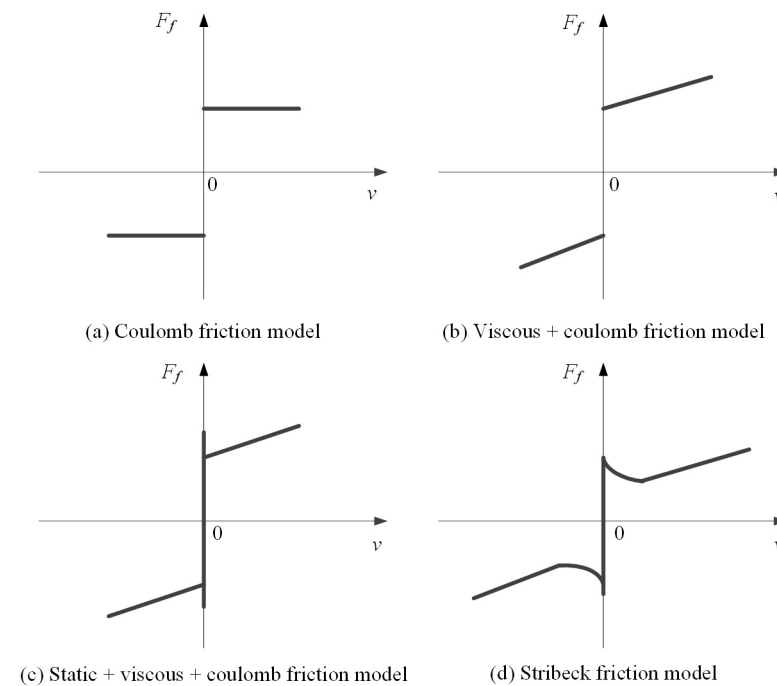 F_f
0
v
(a) Coulomb friction model
F_f
0
v
(b) Viscous + coulomb friction model
F_f
0
v
(c) Static + viscous + coulomb friction model
F_f
0
v
(d) Stribeck friction model